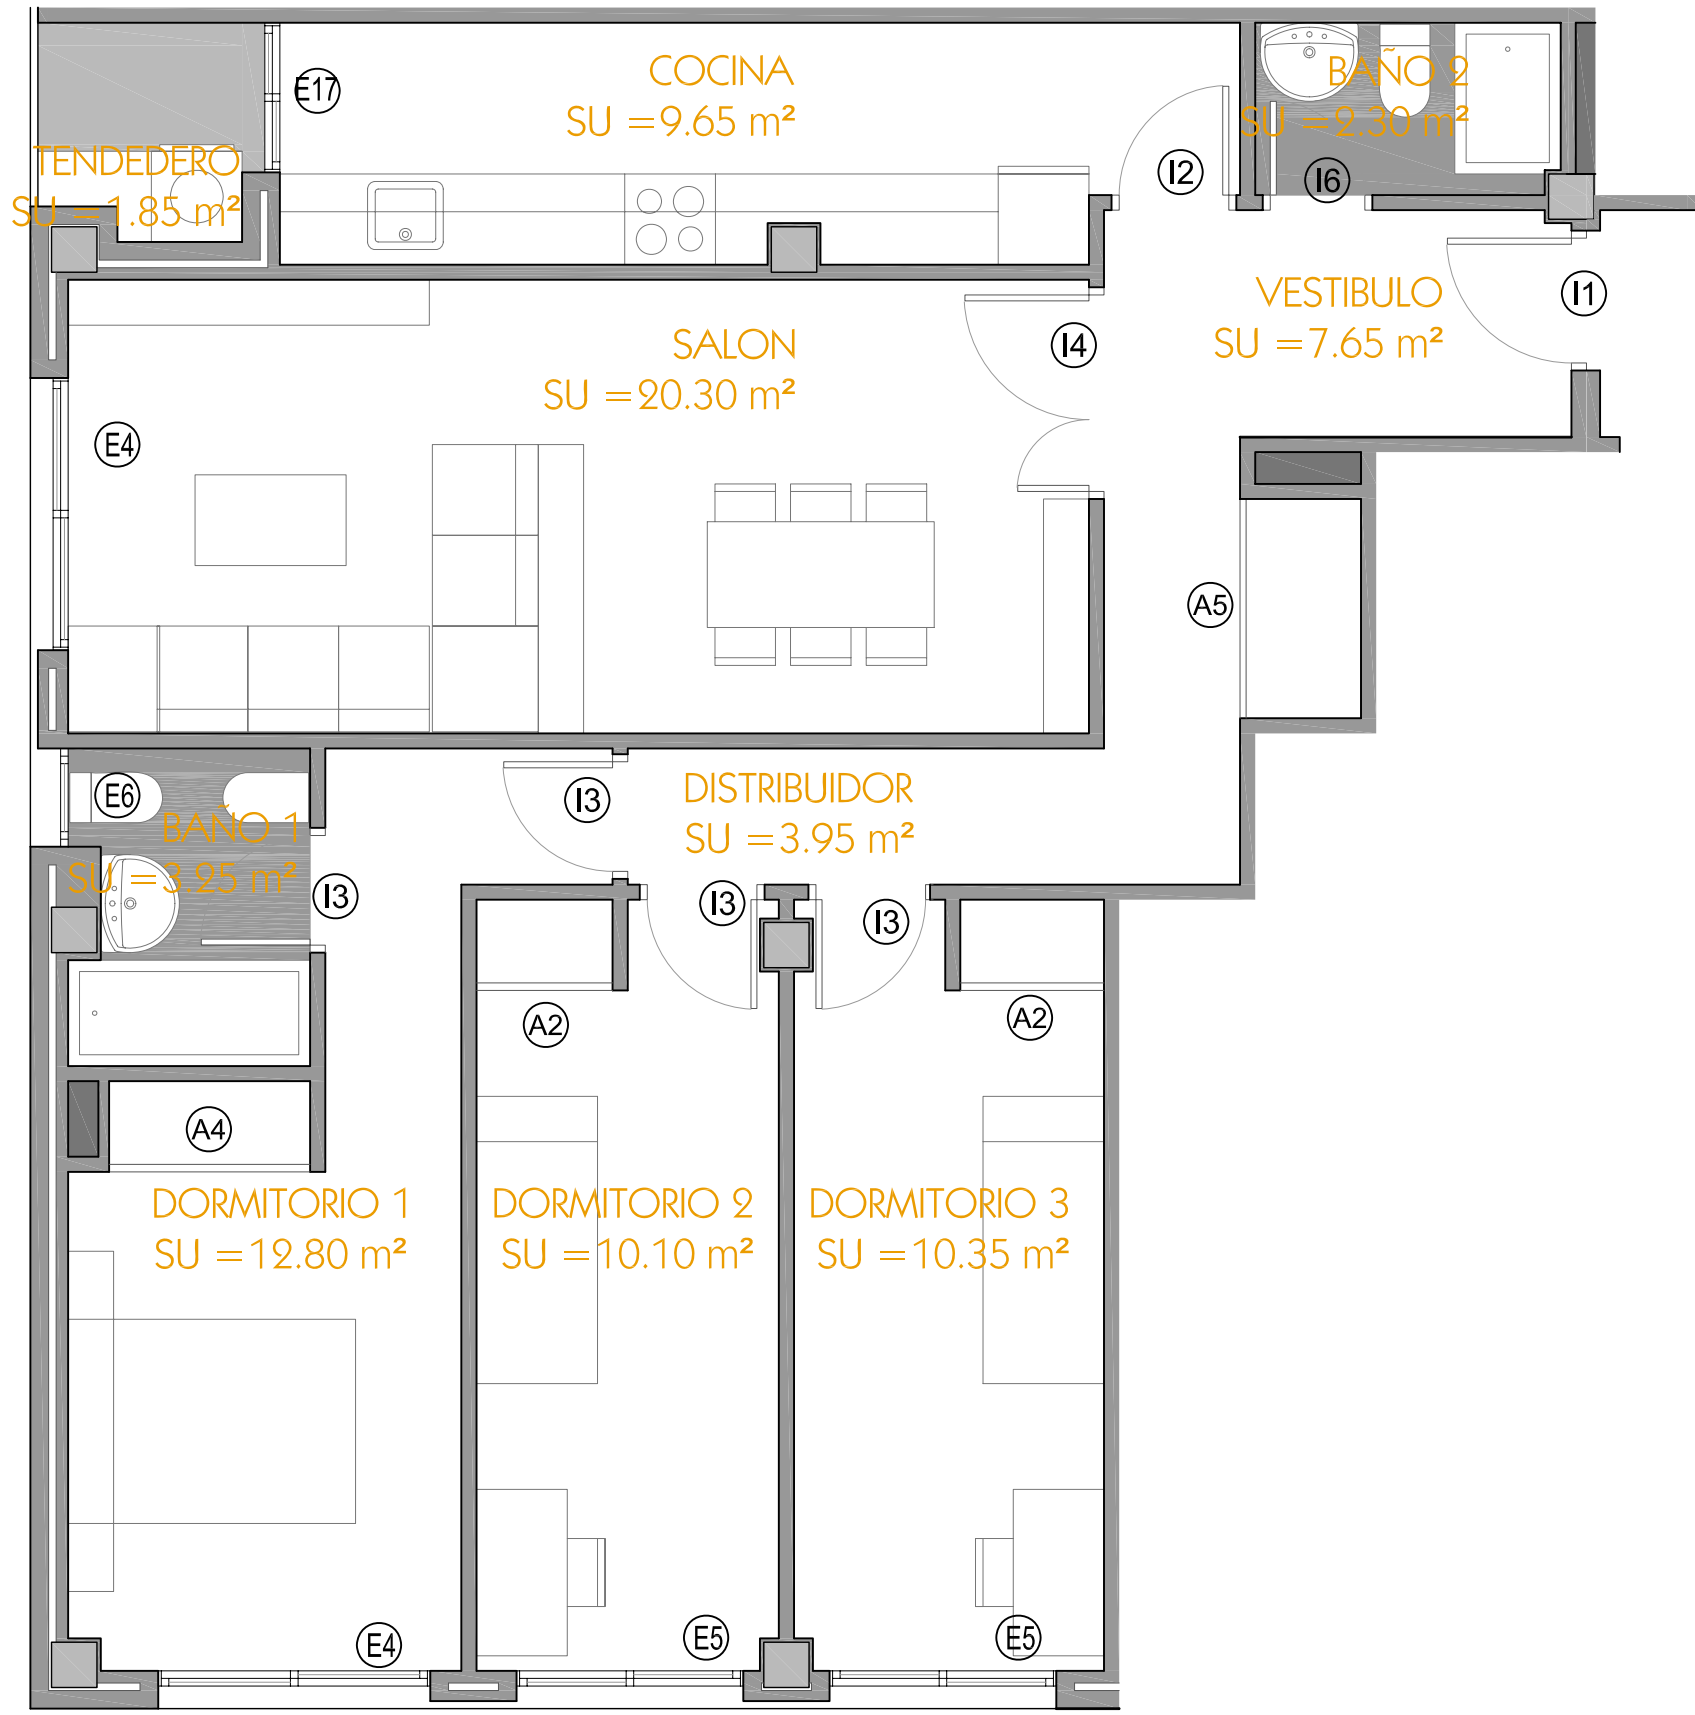 COCINA
SU =9.65 m²
E17
BAÑO 2
SU =2.30 m²
TENDEDERO
SU =1.85 m²
I2
I6
VESTIBULO
SU =7.65 m²
I1
SALON
SU =20.30 m²
I4
E4
A5
E6
BAÑO 1
SU =3.25 m²
I3
DISTRIBUIDOR
SU =3.95 m²
I3
I3
I3
A2
A2
A4
DORMITORIO 1
SU =12.80 m²
DORMITORIO 2
SU =10.10 m²
DORMITORIO 3
SU =10.35 m²
E4
E5
E5